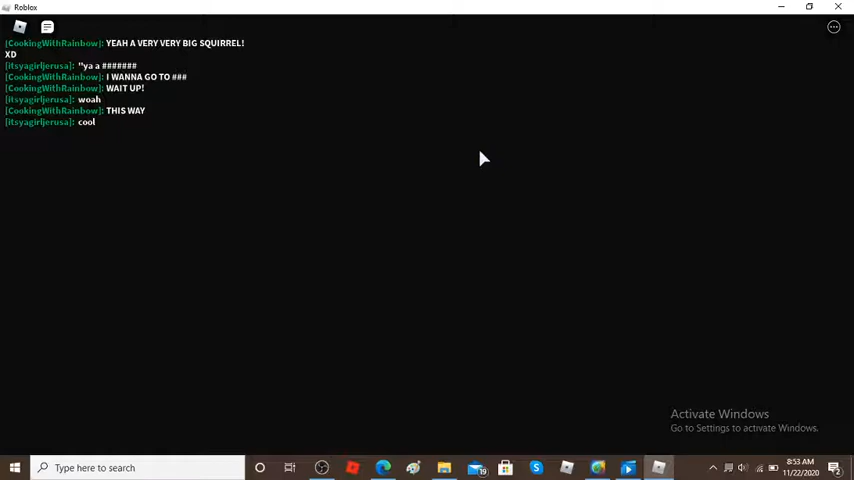 Roblox
[CookingWithRainbow]: YEAH A VERY VERY BIG SQUIRREL!
XD
[itsyagirljerusa]: "ya a #######
[CookingWithRainbow]: I WANNA GO TO ###
[CookingWithRainbow]: WAIT UP!
[itsyagirljerusa]: woah
[CookingWithRainbow]: THIS WAY
[itsyagirljerusa]: cool
Activate Windows
Go to Settings to activate Windows.
Type here to search
19
8:53 AM
11/22/2020
2